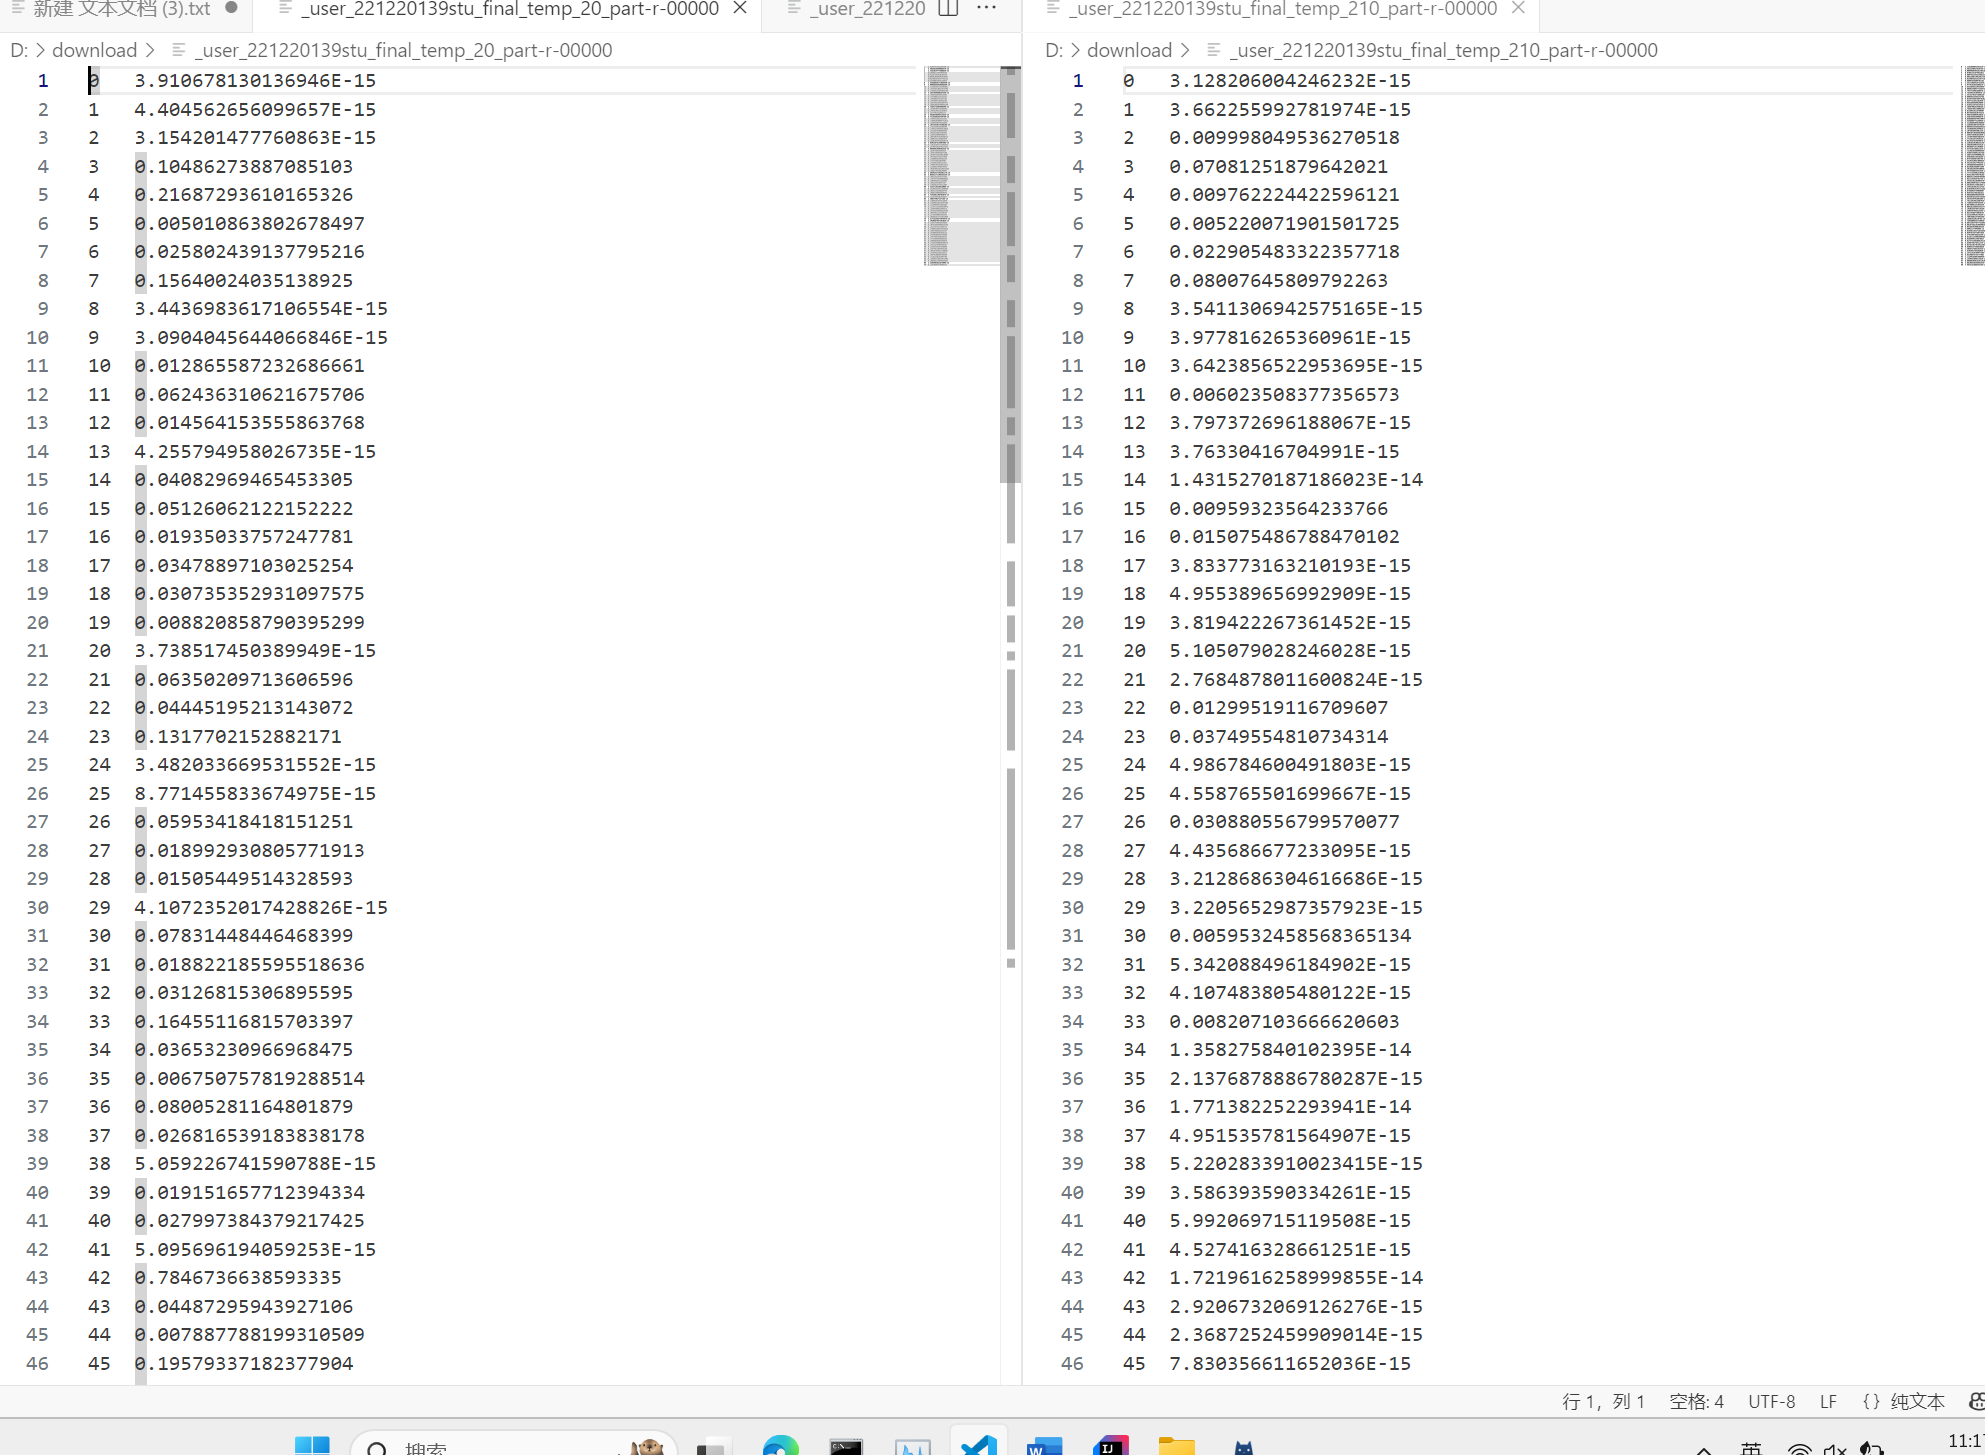 新建 文本文档 (3).txt
_user_221220139stu_final_temp_20_part-r-00000
_user_221220
D: > download > _user_221220139stu_final_temp_20_part-r-00000
1 0 3.910678130136946E-15
2 1 4.404562656099657E-15
3 2 3.154201477760863E-15
4 3 0.10486273887085103
5 4 0.21687293610165326
6 5 0.005010863802678497
7 6 0.025802439137795216
8 7 0.15640024035138925
9 8 3.4436983617106554E-15
10 9 3.0904045644066846E-15
11 10 0.012865587232686661
12 11 0.062436310621675706
13 12 0.014564153555863768
14 13 4.255794958026735E-15
15 14 0.04082969465453305
16 15 0.05126062122152222
17 16 0.01935033757247781
18 17 0.03478897103025254
19 18 0.030735352931097575
20 19 0.008820858790395299
21 20 3.738517450389949E-15
22 21 0.06350209713606596
23 22 0.04445195213143072
24 23 0.1317702152882171
25 24 3.482033669531552E-15
26 25 8.771455833674975E-15
27 26 0.05953418418151251
28 27 0.018992930805771913
29 28 0.01505449514328593
30 29 4.1072352017428826E-15
31 30 0.07831448446468399
32 31 0.018822185595518636
33 32 0.03126815306895595
34 33 0.16455116815703397
35 34 0.03653230966968475
36 35 0.006750757819288514
37 36 0.08005281164801879
38 37 0.026816539183838178
39 38 5.059226741590788E-15
40 39 0.019151657712394334
41 40 0.027997384379217425
42 41 5.095696194059253E-15
43 42 0.7846736638593335
44 43 0.04487295943927106
45 44 0.007887788199310509
46 45 0.19579337182377904
_user_221220139stu_final_temp_210_part-r-00000
D: > download > _user_221220139stu_final_temp_210_part-r-00000
1 0 3.128206004246232E-15
2 1 3.662255992781974E-15
3 2 0.009998049536270518
4 3 0.07081251879642021
5 4 0.009762224422596121
6 5 0.005220071901501725
7 6 0.022905483322357718
8 7 0.08007645809792263
9 8 3.5411306942575165E-15
10 9 3.977816265360961E-15
11 10 3.6423856522953695E-15
12 11 0.006023508377356573
13 12 3.797372696188067E-15
14 13 3.76330416704991E-15
15 14 1.4315270187186023E-14
16 15 0.00959323564233766
17 16 0.015075486788470102
18 17 3.833773163210193E-15
19 18 4.955389656992909E-15
20 19 3.819422267361452E-15
21 20 5.105079028246028E-15
22 21 2.7684878011600824E-15
23 22 0.01299519116709607
24 23 0.03749554810734314
25 24 4.986784600491803E-15
26 25 4.558765501699667E-15
27 26 0.030880556799570077
28 27 4.435686677233095E-15
29 28 3.2128686304616686E-15
30 29 3.2205652987357923E-15
31 30 0.0059532458568365134
32 31 5.342088496184902E-15
33 32 4.107483805480122E-15
34 33 0.008207103666620603
35 34 1.358275840102395E-14
36 35 2.1376878886780287E-15
37 36 1.771382252293941E-14
38 37 4.951535781564907E-15
39 38 5.2202833910023415E-15
40 39 3.586393590334261E-15
41 40 5.992069715119508E-15
42 41 4.527416328661251E-15
43 42 1.7219616258999855E-14
44 43 2.9206732069126276E-15
45 44 2.3687252459909014E-15
46 45 7.830356611652036E-15
行 1，列 1 空格: 4 UTF-8 LF {} 纯文本
搜索
英